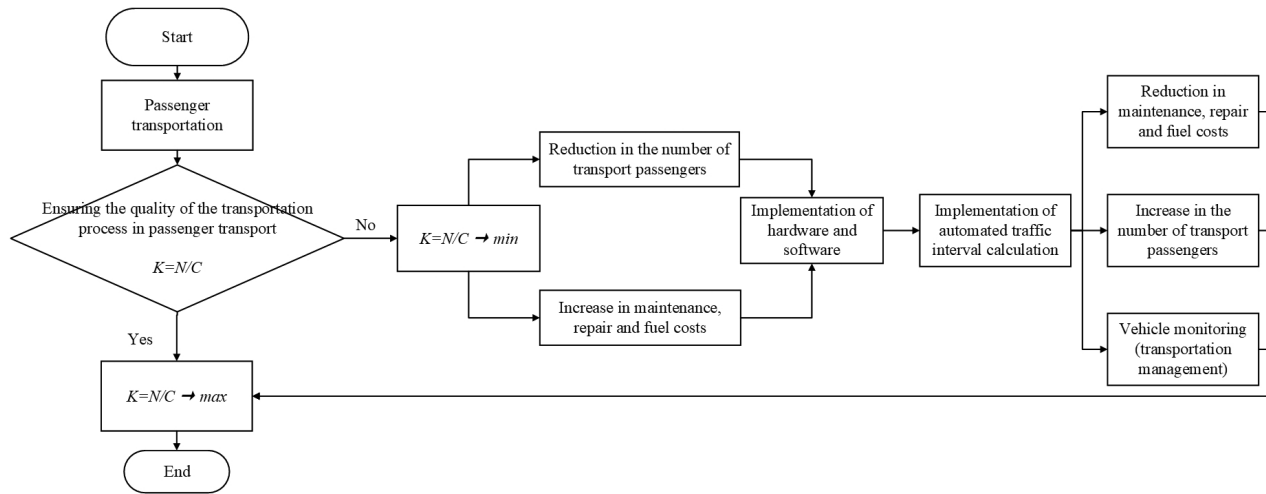 Start
Passenger
transportation
Ensuring the quality of the transportation
process in passenger transport
K=N/C
No
Yes
K=N/C → max
End
K=N/C → min
Reduction in the number of
transport passengers
Increase in maintenance,
repair and fuel costs
Implementation of
hardware and
software
Implementation of
automated traffic
interval calculation
Reduction in
maintenance, repair
and fuel costs
Increase in the
number of transport
passengers
Vehicle monitoring
(transportation
management)